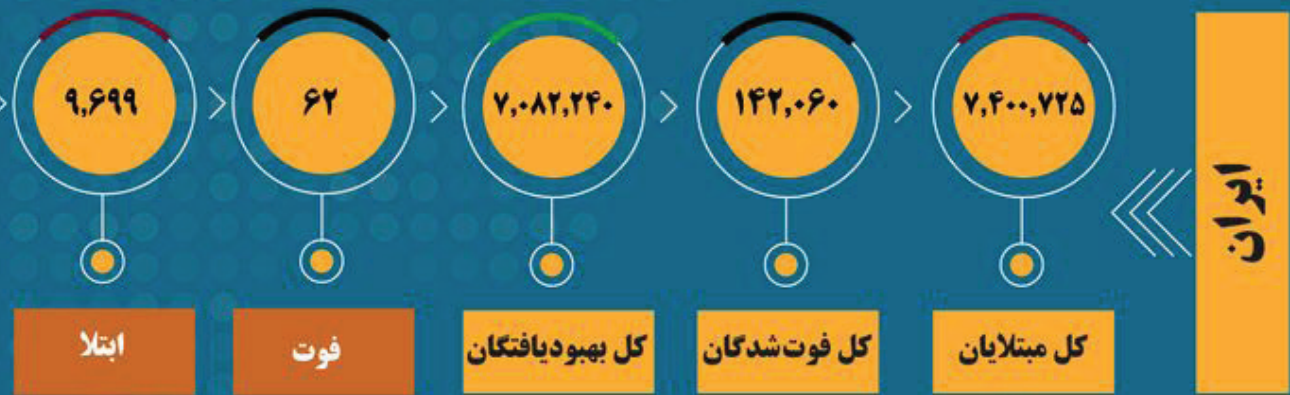 ایران
۷,۴۰۰,۷۲۵
کل مبتلایان
۱۴۲,۰۶۰
کل فوت‌شدگان
۷,۰۸۲,۲۴۰
کل بهبودیافتگان
۶۲
فوت
۹,۶۹۹
ابتلا